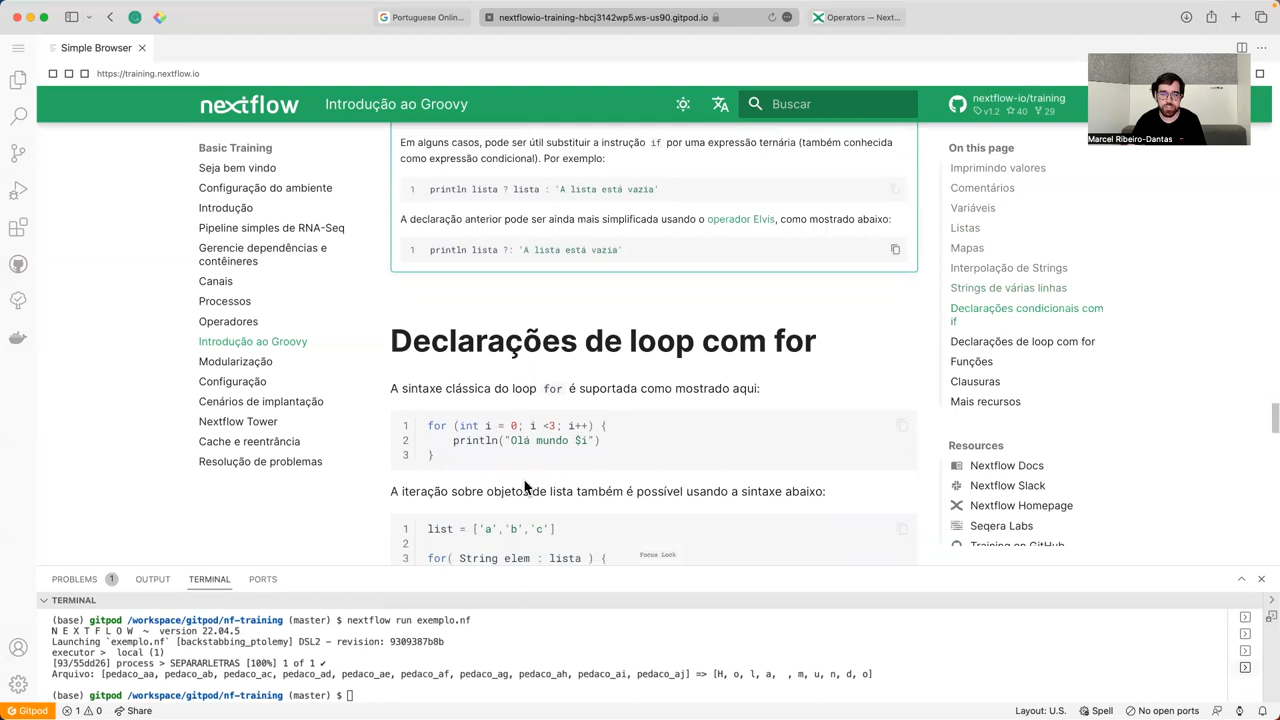 Portuguese Onlin...
nextflowio-training-hbcj3142wp5.ws-us90.gitpod.io
Operators — Next...
Simple Browser
https://training.nextflow.io
nextflow
Introdução ao Groovy
Buscar
nextflow-io/training
v1.2 40 29
Marcel Ribeiro-Dantas
Basic Training
Seja bem vindo
Configuração do ambiente
Introdução
Pipeline simples de RNA-Seq
Gerencie dependências e
contêineres
Canais
Processos
Operadores
Introdução ao Groovy
Modularização
Configuração
Cenários de implantação
Nextflow Tower
Cache e reentrância
Resolução de problemas
Em alguns casos, pode ser útil substituir a instrução if por uma expressão ternária (também conhecida
como expressão condicional). Por exemplo:
1 println lista ? lista : 'A lista está vazia'
A declaração anterior pode ser ainda mais simplificada usando o operador Elvis, como mostrado abaixo:
1 println lista ?: 'A lista está vazia'
Declarações de loop com for
A sintaxe clássica do loop for é suportada como mostrado aqui:
1 for (int i = 0; i <3; i++) {
2 println("Olá mundo $i")
3 }
A iteração sobre objetos de lista também é possível usando a sintaxe abaixo:
1 list = ['a','b','c']
2
3 for( String elem : lista ) {
Focus Lock
On this page
Imprimindo valores
Comentários
Variáveis
Listas
Mapas
Interpolação de Strings
Strings de várias linhas
Declarações condicionais com
if
Declarações de loop com for
Funções
Clausuras
Mais recursos
Resources
Nextflow Docs
Nextflow Slack
Nextflow Homepage
Seqera Labs
Training on GitHub
PROBLEMS 1 OUTPUT TERMINAL PORTS
TERMINAL
(base) gitpod /workspace/gitpod/nf-training (master) $ nextflow run exemplo.nf
N E X T F L O W ~ version 22.04.5
Launching `exemplo.nf` [backstabbing_ptolemy] DSL2 - revision: 9309387b8b
executor > local (1)
[93/55dd26] process > SEPARARLETRAS [100%] 1 of 1 ✔
Arquivo: [pedaco_aa, pedaco_ab, pedaco_ac, pedaco_ad, pedaco_ae, pedaco_af, pedaco_ag, pedaco_ah, pedaco_ai, pedaco_aj] => [H, o, l, a, , m, u, n, d, o]
(base) gitpod /workspace/gitpod/nf-training (master) $
Gitpod 1 0 Share
Layout: U.S. Spell No open ports